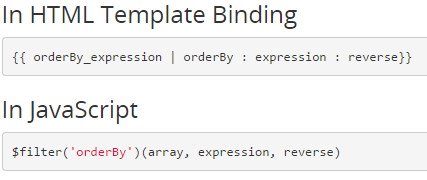 In HTML Template Binding
{{ orderBy_expression | orderBy : expression : reverse}}
In JavaScript
$filter('orderBy')(array, expression, reverse)